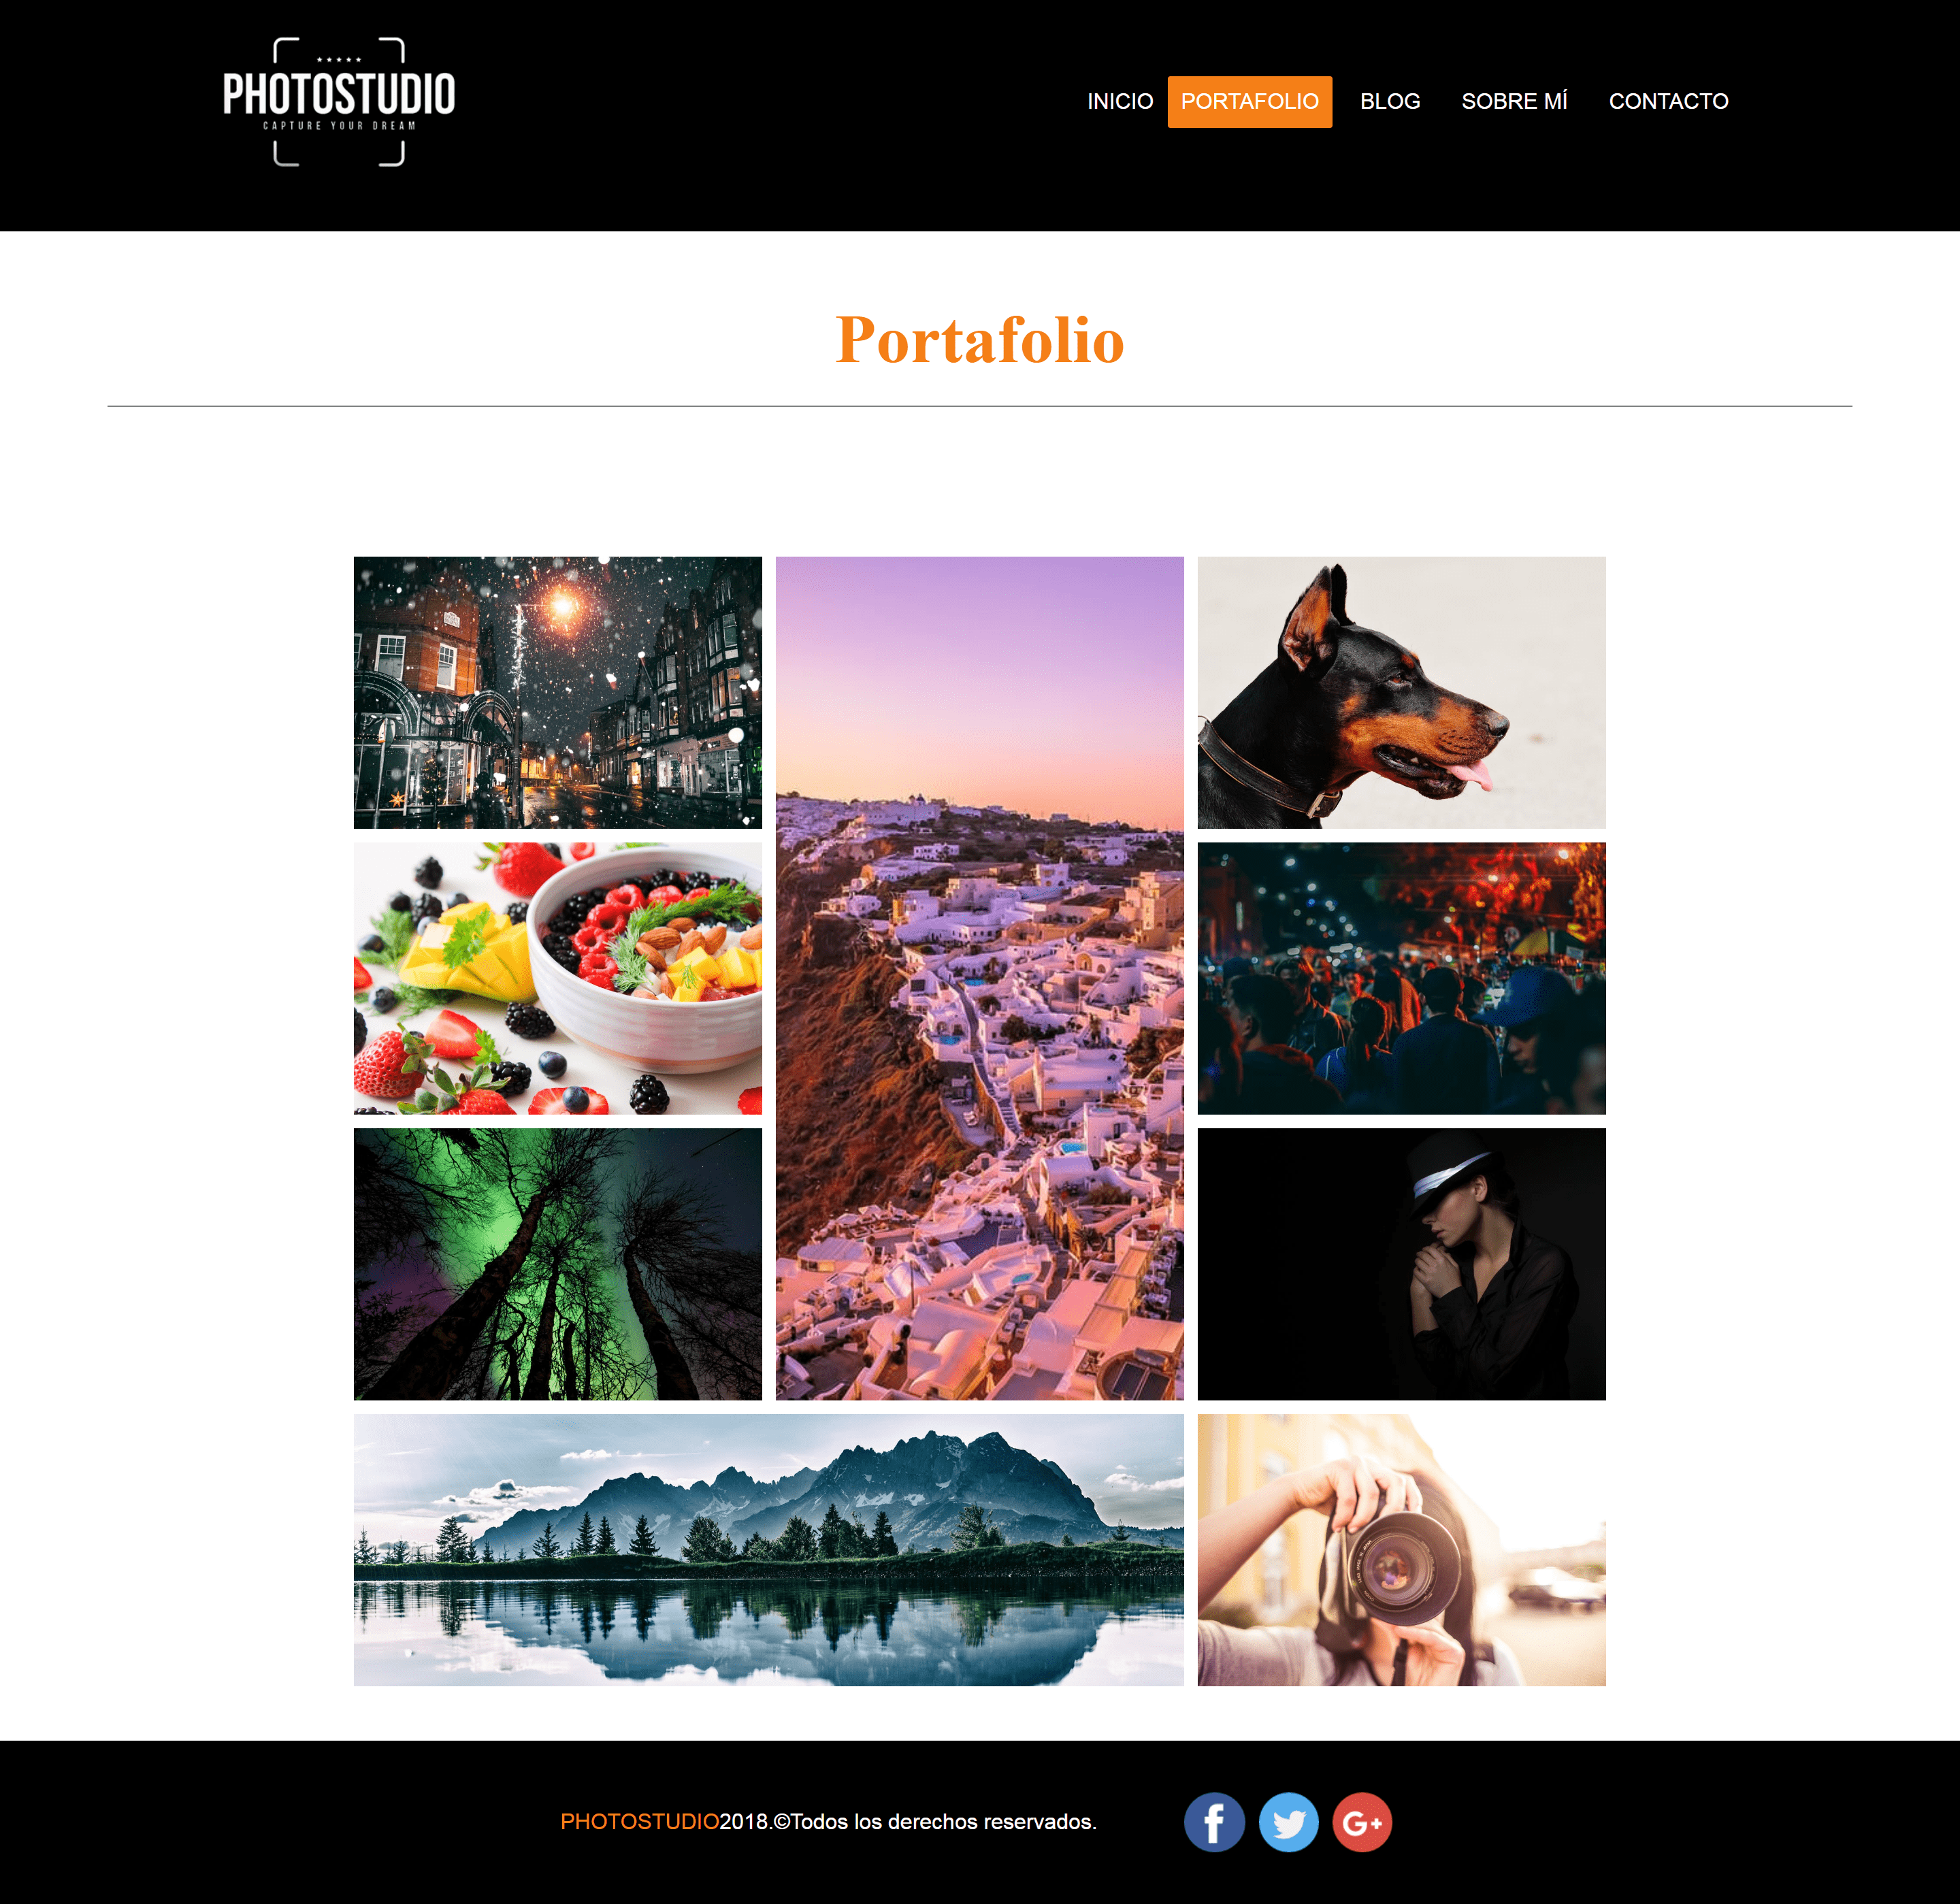 ★★★★★
PHOTOSTUDIO
CAPTURE YOUR DREAM
INICIO PORTAFOLIO BLOG SOBRE MÍ CONTACTO
Portafolio
PHOTOSTUDIO2018.©Todos los derechos reservados.
f G+